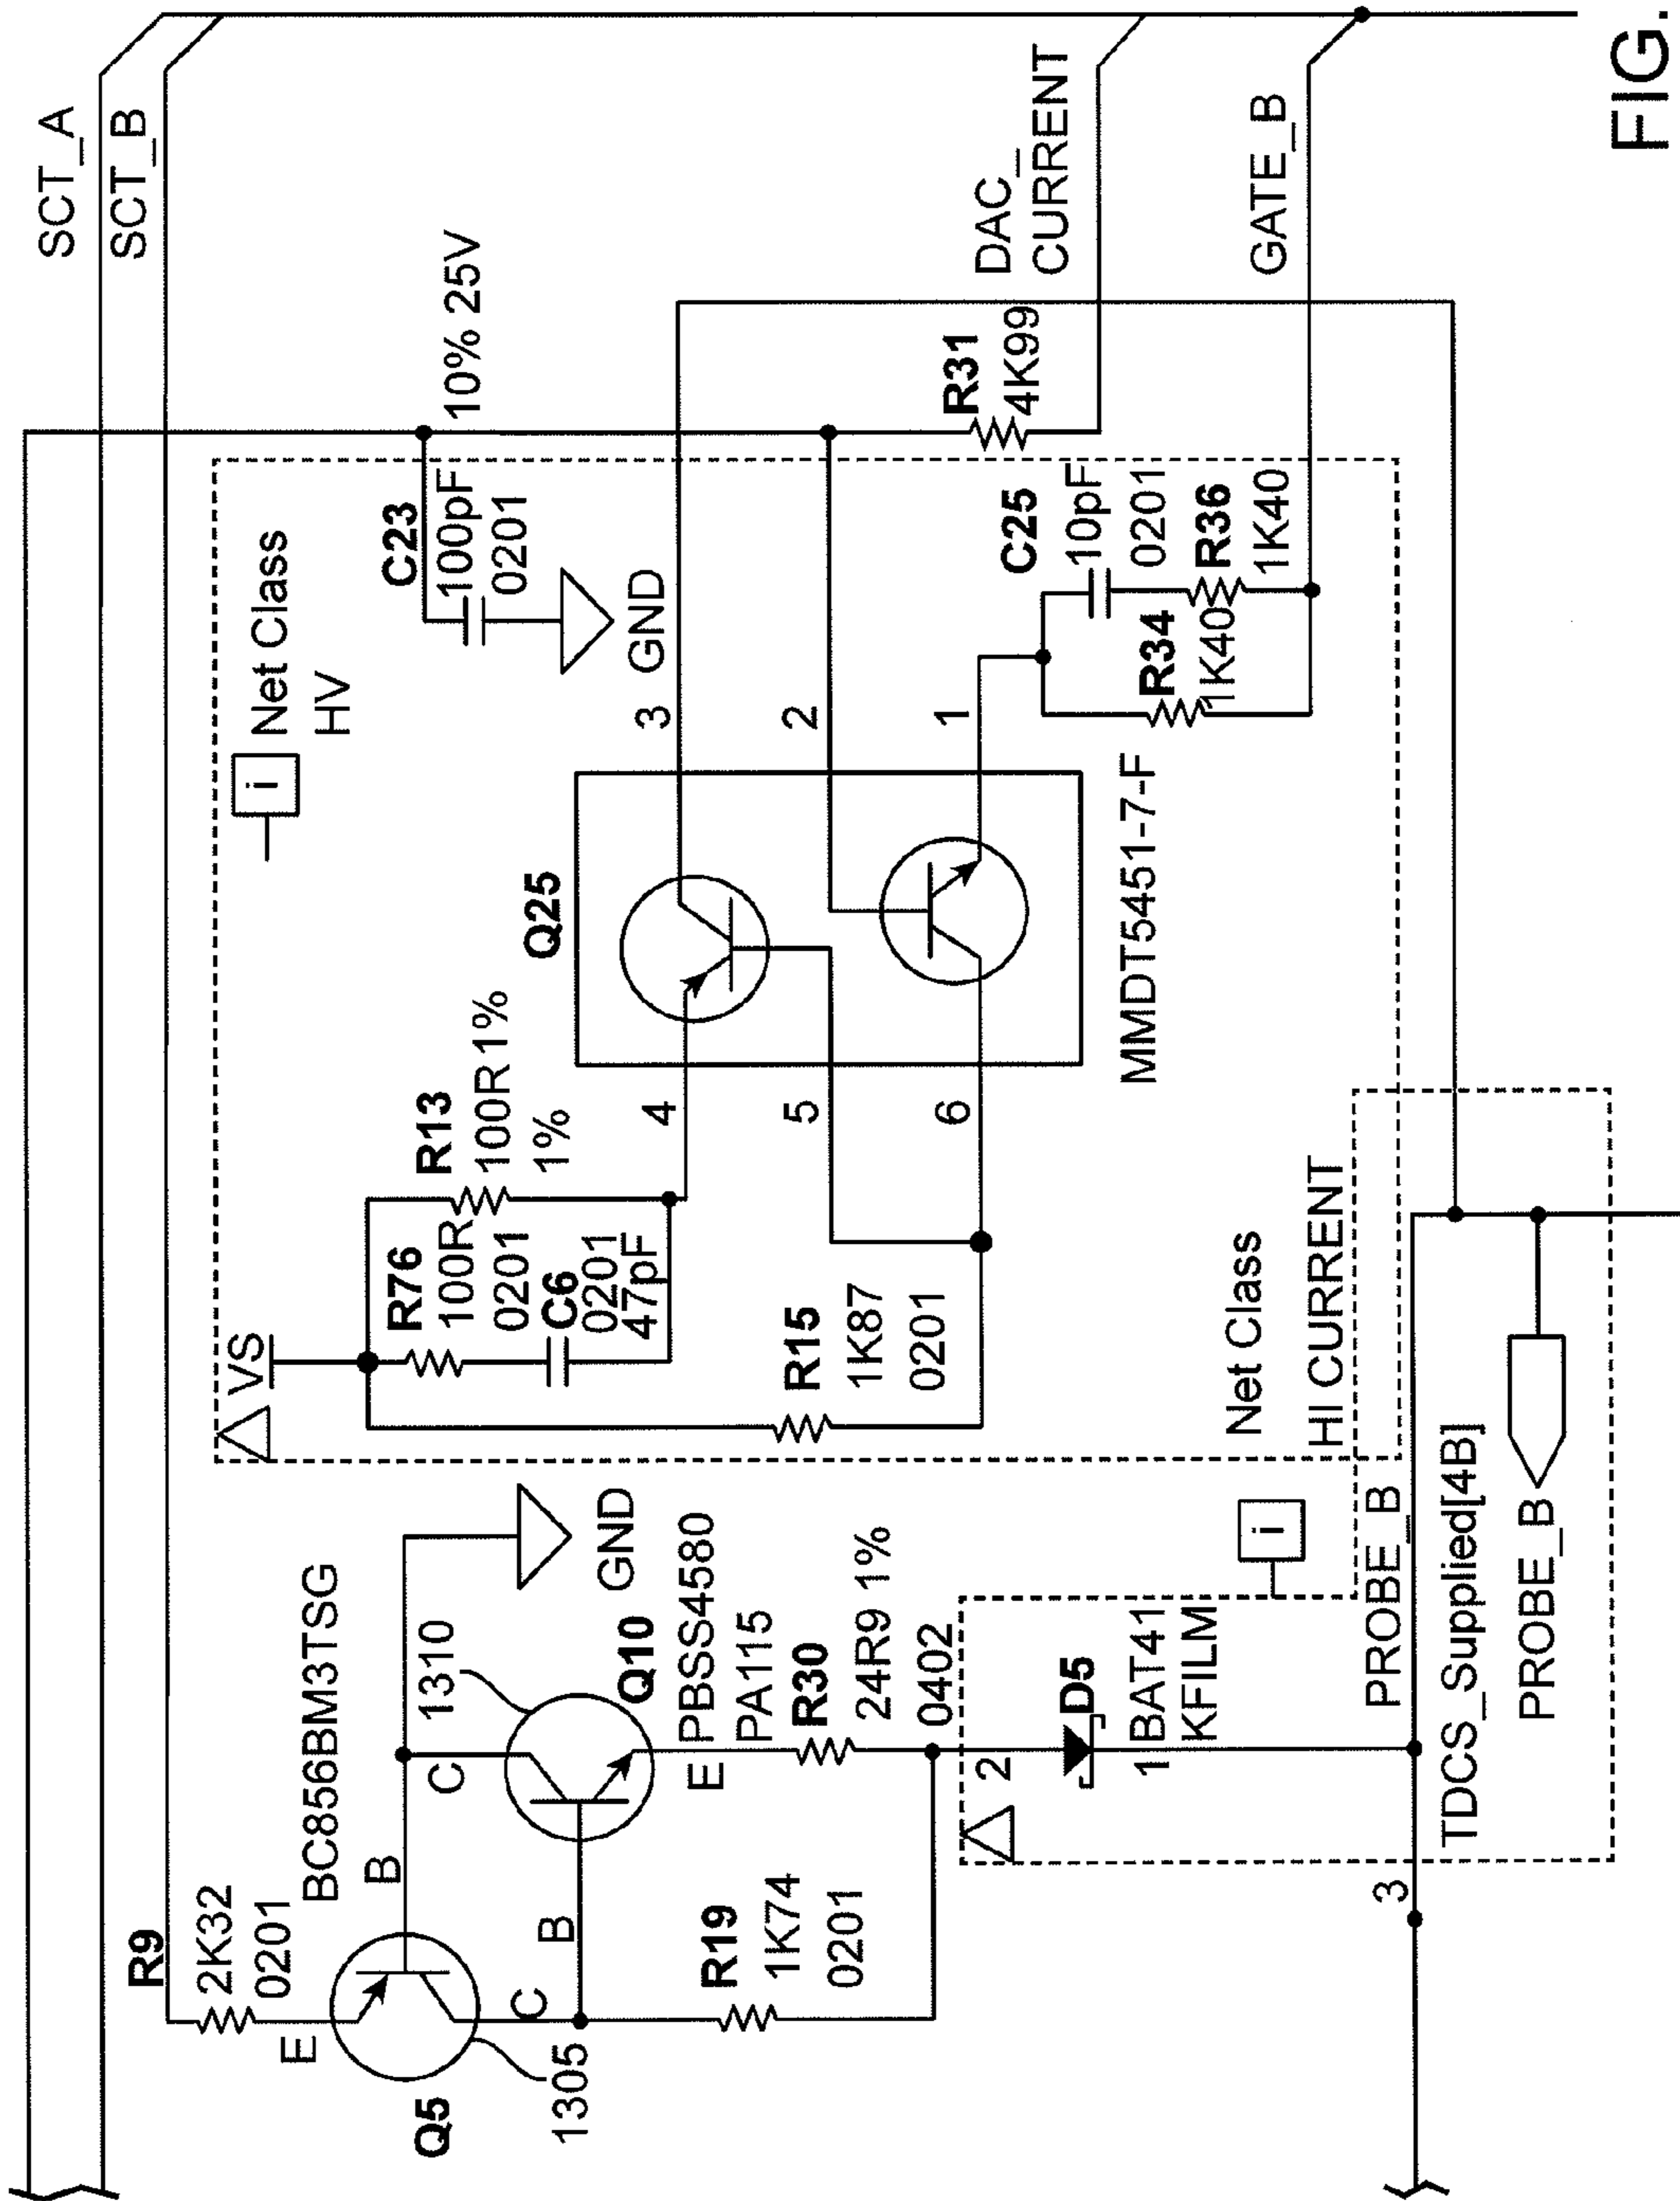 SCT_A
SCT_B
R9
2K32
0201
E
Q5
1305
BC856BM3TSG
B
C
B
C
1310
GND
Q10
PBSS4580
PA115
E
R19
1K74
0201
R30
24R9 1%
0402
2
D5
1 BAT41
KFILM
i
3
PROBE_B
TDCS_Supplied[4B]
PROBE_B
Net Class
HI CURRENT
VS
R76
100R
0201
C6
0201
47pF
R13
100R 1%
1%
R15
1K87
0201
4
5
6
Q25
MMDT5451-7-F
3
2
1
i
Net Class
HV
C23
100pF
0201
10% 25V
GND
R31
4K99
C25
10pF
0201
R36
1K40
R34
1K40
DAC_
CURRENT
GATE_B
FIG.